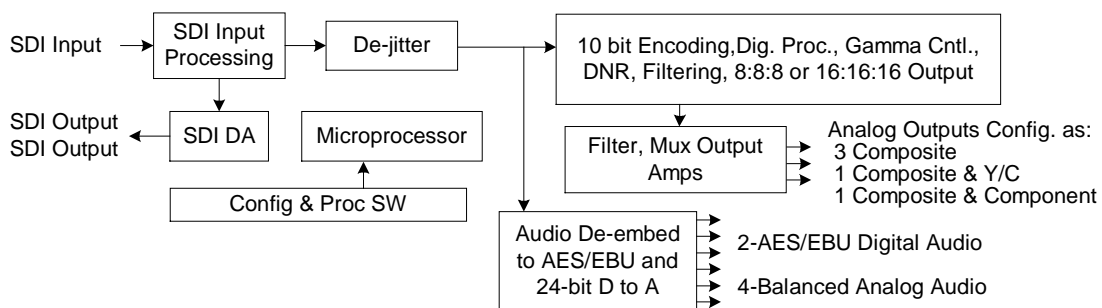 SDI Input
SDI Input
Processing
De-jitter
10 bit Encoding,Dig. Proc., Gamma Cntl.,
DNR, Filtering, 8:8:8 or 16:16:16 Output
SDI Output
SDI Output
SDI DA
Microprocessor
Filter, Mux Output
Amps
Analog Outputs Config. as:
3 Composite
1 Composite & Y/C
1 Composite & Component
Config & Proc SW
Audio De-embed
to AES/EBU and
24-bit D to A
2-AES/EBU Digital Audio
4-Balanced Analog Audio